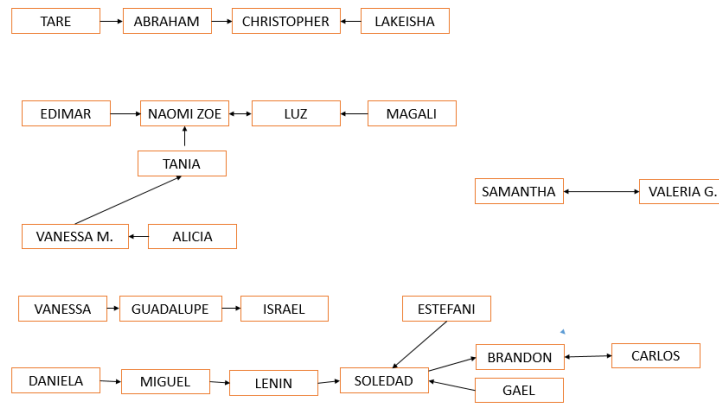 TARE
ABRAHAM
CHRISTOPHER
LAKEISHA
EDIMAR
NAOMI ZOE
LUZ
MAGALI
TANIA
SAMANTHA
VALERIA G.
VANESSA M.
ALICIA
VANESSA
GUADALUPE
ISRAEL
ESTEFANI
BRANDON
CARLOS
DANIELA
MIGUEL
LENIN
SOLEDAD
GAEL